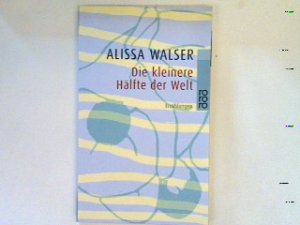 ALISSA WALSER
Die kleinere
Hälfte der Welt
rororo
Erzählungen